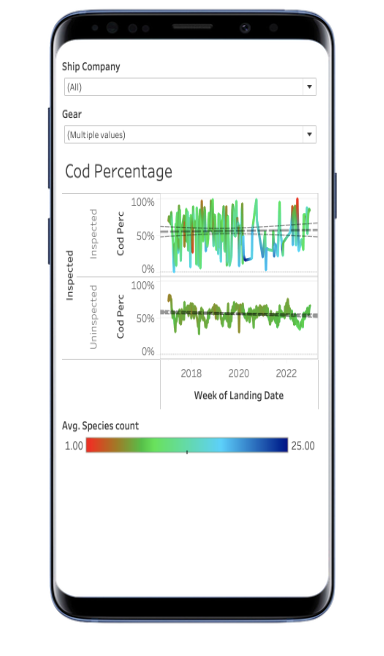 Ship Company
(All)
Gear
(Multiple values)
Cod Percentage
Inspected
Inspected
Cod Perc
100%
50%
0%
Uninspected
Cod Perc
100%
50%
0%
2018 2020 2022
Week of Landing Date
Avg. Species count
1.00 25.00